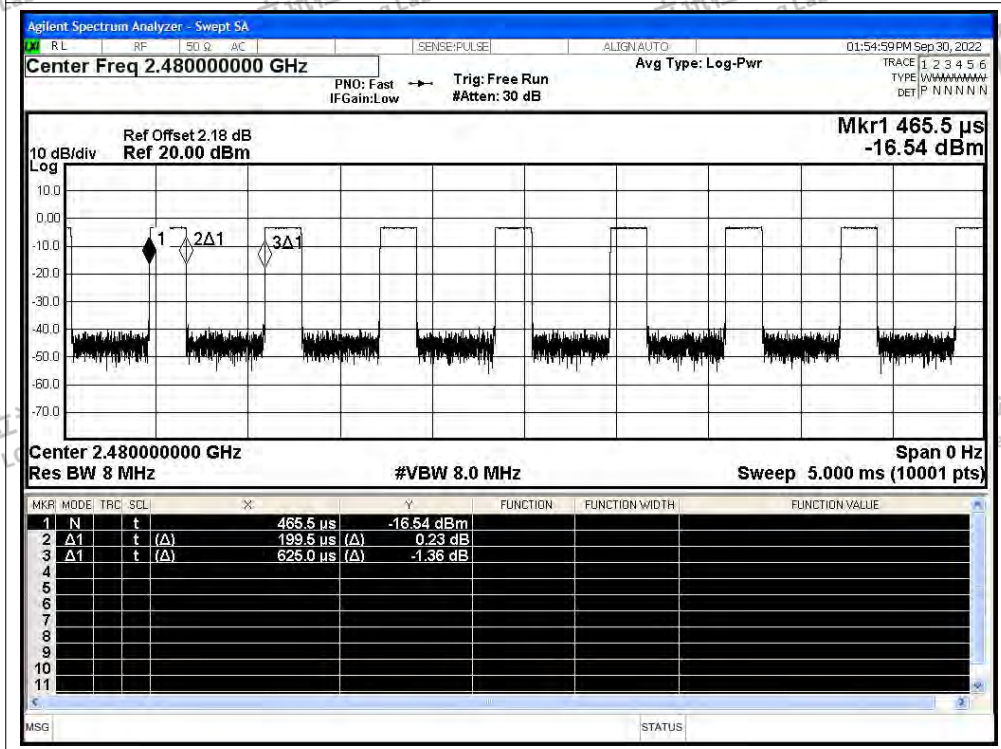 Agilent Spectrum Analyzer - Swept SA
RL RF 50 Ω AC SENSE:PULSE ALIGN AUTO 01:54:59 PM Sep 30, 2022
Center Freq 2.480000000 GHz
PNO: Fast
IFGain:Low
Trig: Free Run
#Atten: 30 dB
Avg Type: Log-Pwr
TRACE 1 2 3 4 5 6
TYPE WWWWWW
DET P N N N N N
Ref Offset 2.18 dB
10 dB/div Ref 20.00 dBm
Log
Mkr1 465.5 µs
-16.54 dBm
10.0
0.00
-10.0
-20.0
-30.0
-40.0
-50.0
-60.0
-70.0
1 2Δ1 3Δ1
Center 2.480000000 GHz Span 0 Hz
Res BW 8 MHz #VBW 8.0 MHz Sweep 5.000 ms (10001 pts)
MKR MODE TRC SCL X Y FUNCTION FUNCTION WIDTH FUNCTION VALUE
1 N t 465.5 µs -16.54 dBm
2 Δ1 t (Δ) 199.5 µs (Δ) 0.23 dB
3 Δ1 t (Δ) 625.0 µs (Δ) -1.36 dB
4
5
6
7
8
9
10
11
MSG STATUS